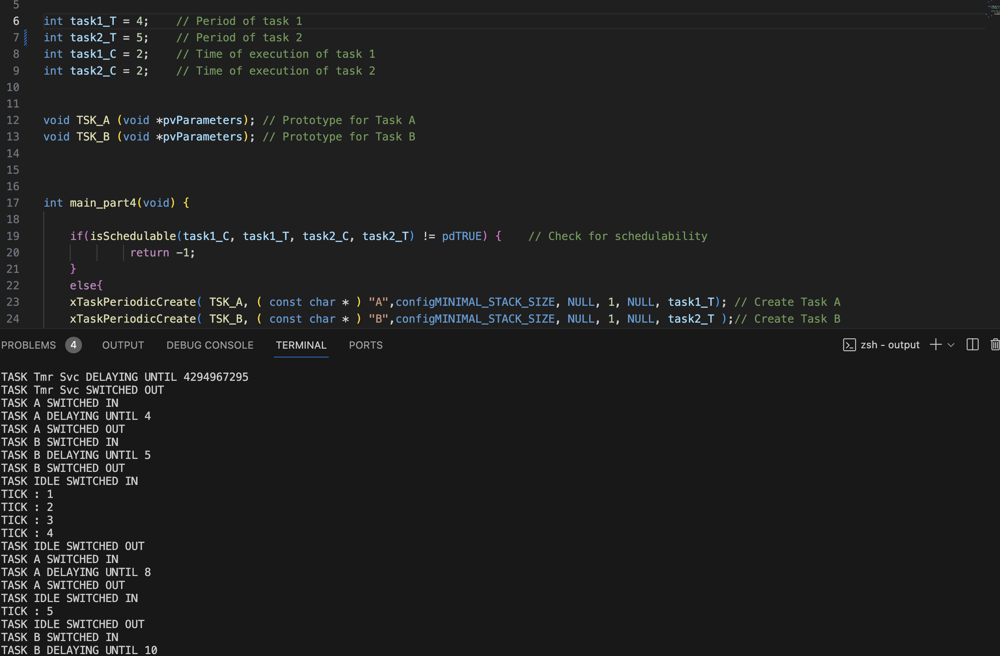 5
6 int task1_T = 4;    // Period of task 1
7 int task2_T = 5;    // Period of task 2
8 int task1_C = 2;    // Time of execution of task 1
9 int task2_C = 2;    // Time of execution of task 2
10
11
12 void TSK_A (void *pvParameters); // Prototype for Task A
13 void TSK_B (void *pvParameters); // Prototype for Task B
14
15
16
17 int main_part4(void) {
18
19     if(isSchedulable(task1_C, task1_T, task2_C, task2_T) != pdTRUE) {    // Check for schedulability
20              return -1;
21     }
22     else{
23     xTaskPeriodicCreate( TSK_A, ( const char * ) "A",configMINIMAL_STACK_SIZE, NULL, 1, NULL, task1_T); // Create Task A
24     xTaskPeriodicCreate( TSK_B, ( const char * ) "B",configMINIMAL_STACK_SIZE, NULL, 1, NULL, task2_T );// Create Task B
PROBLEMS 4 OUTPUT DEBUG CONSOLE TERMINAL PORTS zsh - output
TASK Tmr Svc DELAYING UNTIL 4294967295
TASK Tmr Svc SWITCHED OUT
TASK A SWITCHED IN
TASK A DELAYING UNTIL 4
TASK A SWITCHED OUT
TASK B SWITCHED IN
TASK B DELAYING UNTIL 5
TASK B SWITCHED OUT
TASK IDLE SWITCHED IN
TICK : 1
TICK : 2
TICK : 3
TICK : 4
TASK IDLE SWITCHED OUT
TASK A SWITCHED IN
TASK A DELAYING UNTIL 8
TASK A SWITCHED OUT
TASK IDLE SWITCHED IN
TICK : 5
TASK IDLE SWITCHED OUT
TASK B SWITCHED IN
TASK B DELAYING UNTIL 10